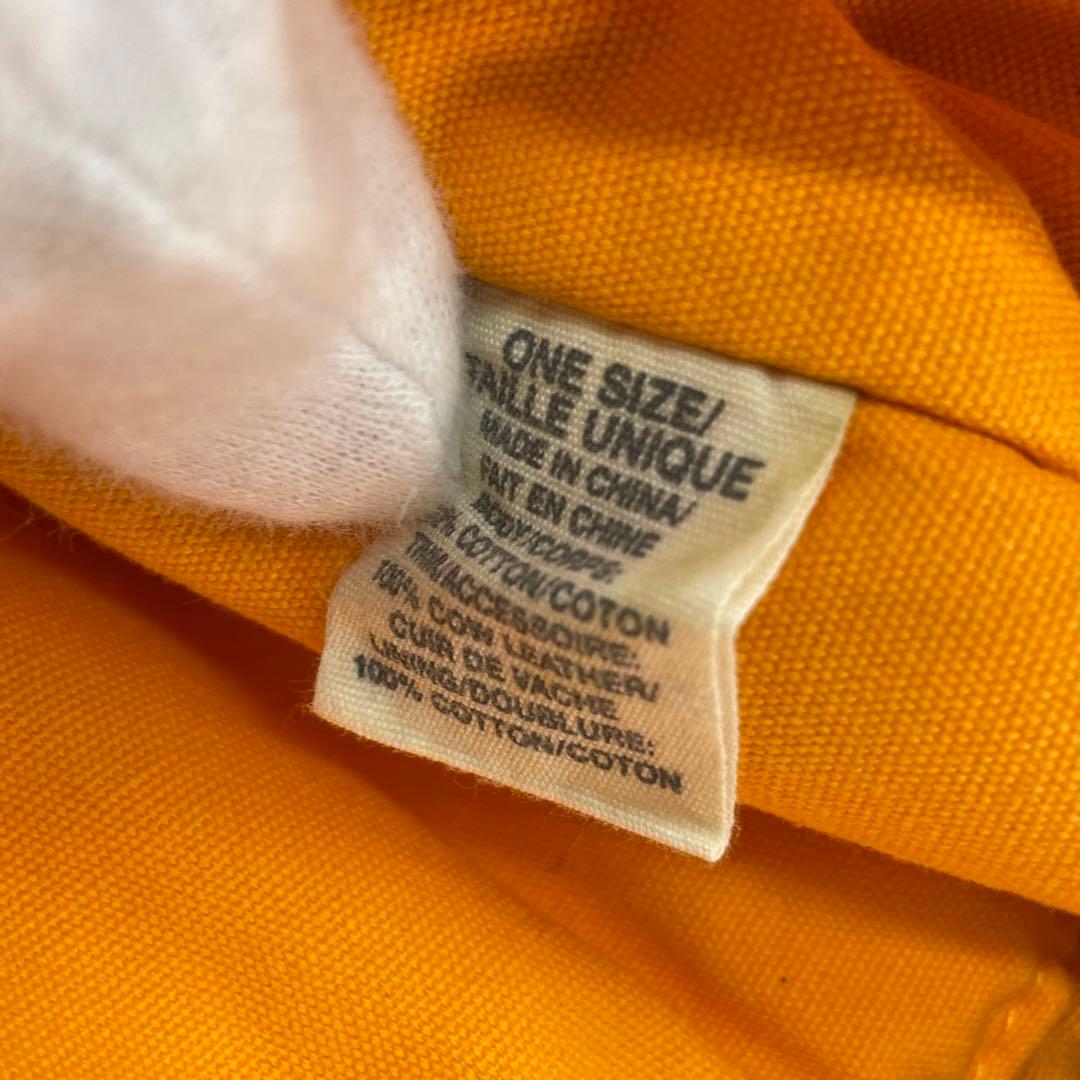 ONE SIZE/
TAILLE UNIQUE
MADE IN CHINA/
FAIT EN CHINE
BODY/CORPS:
% COTTON/COTON
TRIM/ACCESSOIRE:
100% COW LEATHER/
CUIR DE VACHE
LINING/DOUBLURE:
100% COTTON/COTON